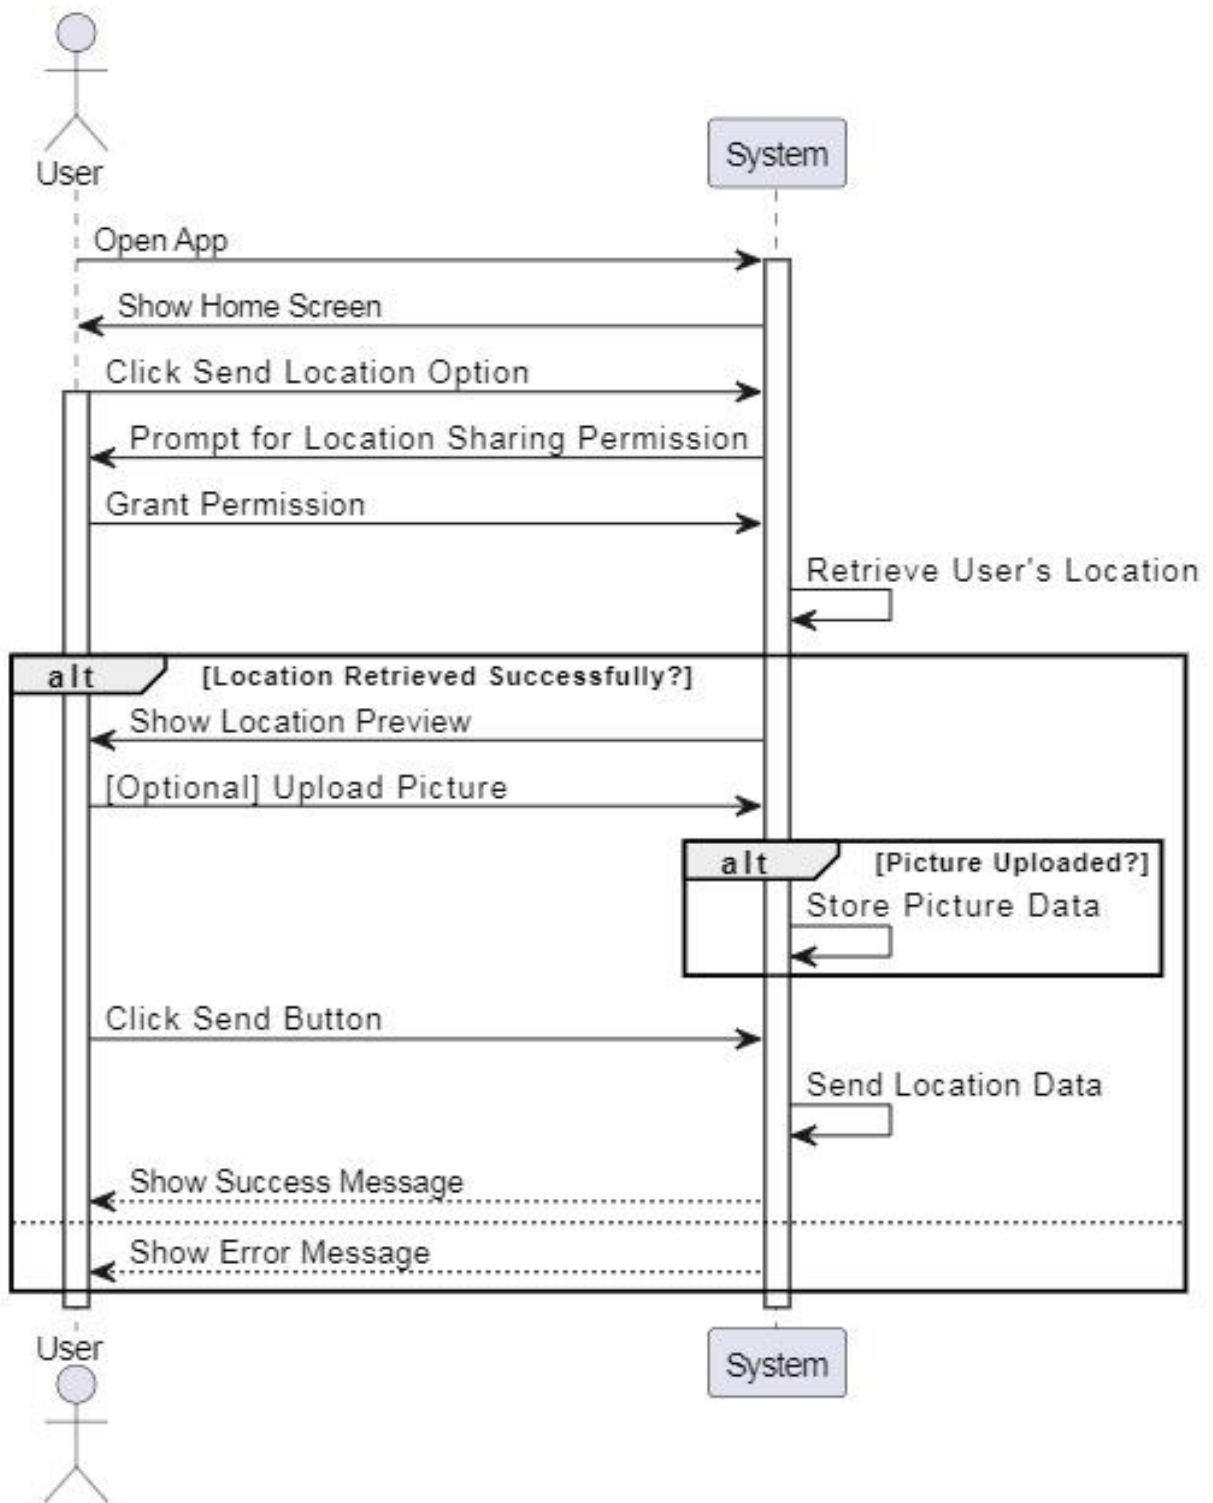 User
System
Open App
Show Home Screen
Click Send Location Option
Prompt for Location Sharing Permission
Grant Permission
Retrieve User's Location
alt [Location Retrieved Successfully?]
Show Location Preview
[Optional] Upload Picture
alt [Picture Uploaded?]
Store Picture Data
Click Send Button
Send Location Data
Show Success Message
Show Error Message
User
System